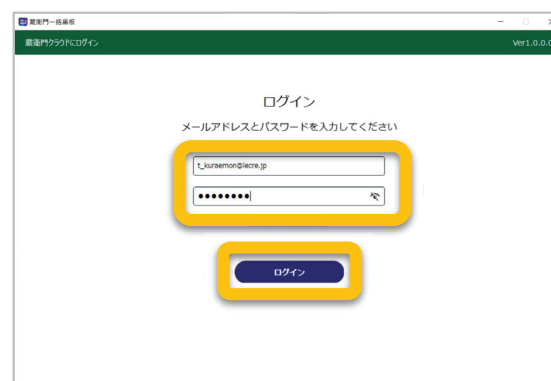 蔵衛門一括黒板
蔵衛門クラウドにログイン
Ver1.0.0.0
ログイン
メールアドレスとパスワードを入力してください
t_kuraemon@lecre.jp
ログイン